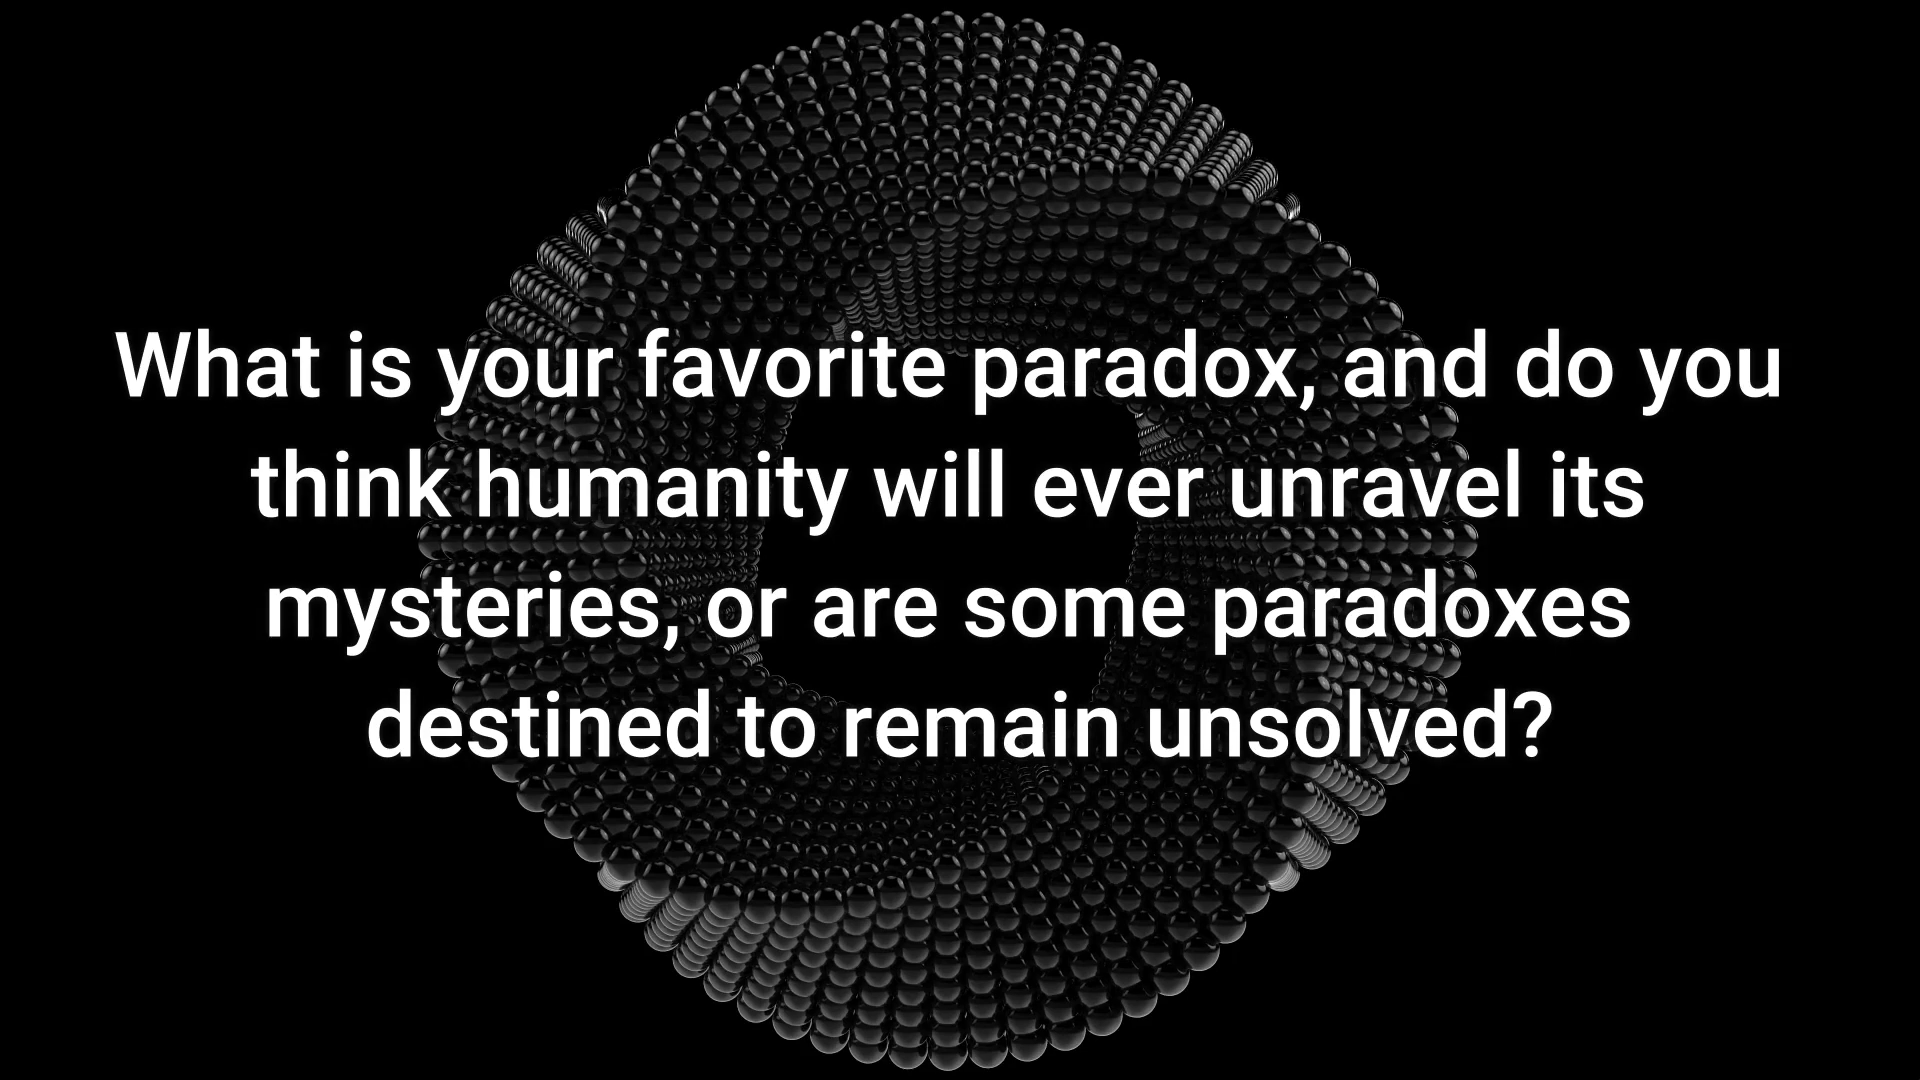 What is your favorite paradox, and do you
think humanity will ever unravel its
mysteries, or are some paradoxes
destined to remain unsolved?